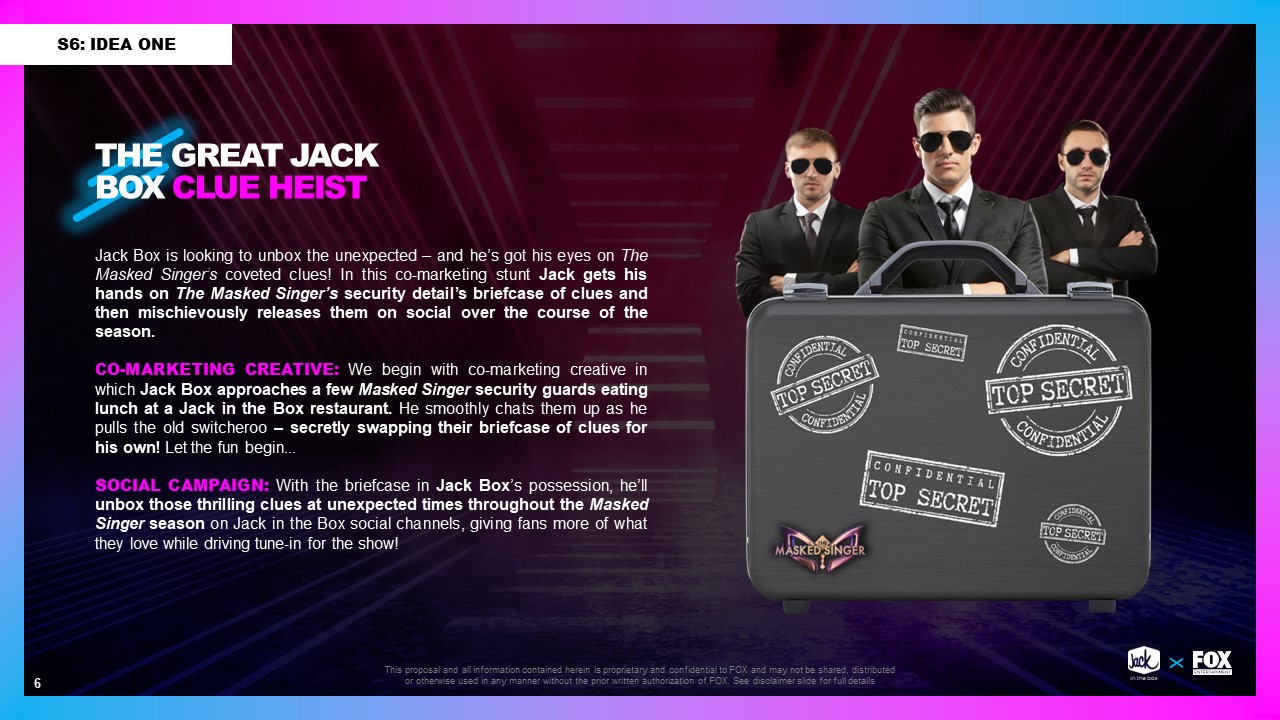 S6: IDEA ONE
THE GREAT JACK
BOX CLUE HEIST
Jack Box is looking to unbox the unexpected – and he's got his eyes on The
Masked Singer's coveted clues! In this co-marketing stunt Jack gets his
hands on The Masked Singer's security detail's briefcase of clues and
then mischievously releases them on social over the course of the
season.
CO-MARKETING CREATIVE: We begin with co-marketing creative in
which Jack Box approaches a few Masked Singer security guards eating
lunch at a Jack in the Box restaurant. He smoothly chats them up as he
pulls the old switcheroo – secretly swapping their briefcase of clues for
his own! Let the fun begin...
SOCIAL CAMPAIGN: With the briefcase in Jack Box's possession, he'll
unbox those thrilling clues at unexpected times throughout the Masked
Singer season on Jack in the Box social channels, giving fans more of what
they love while driving tune-in for the show!
CONFIDENTIAL
TOP SECRET
CONFIDENTIAL
CONFIDENTIAL
TOP SECRET
CONFIDENTIAL
TOP SECRET
CONFIDENTIAL
CONFIDENTIAL
TOP SECRET
CONFIDENTIAL
TOP SECRET
CONFIDENTIAL
THE
MASKED SINGER
This proposal and all information contained herein is proprietary and confidential to FOX and may not be shared, distributed
or otherwise used in any manner without the prior written authorization of FOX. See disclaimer slide for full details
Jack
in the box
X
FOX
ENTERTAINMENT
6